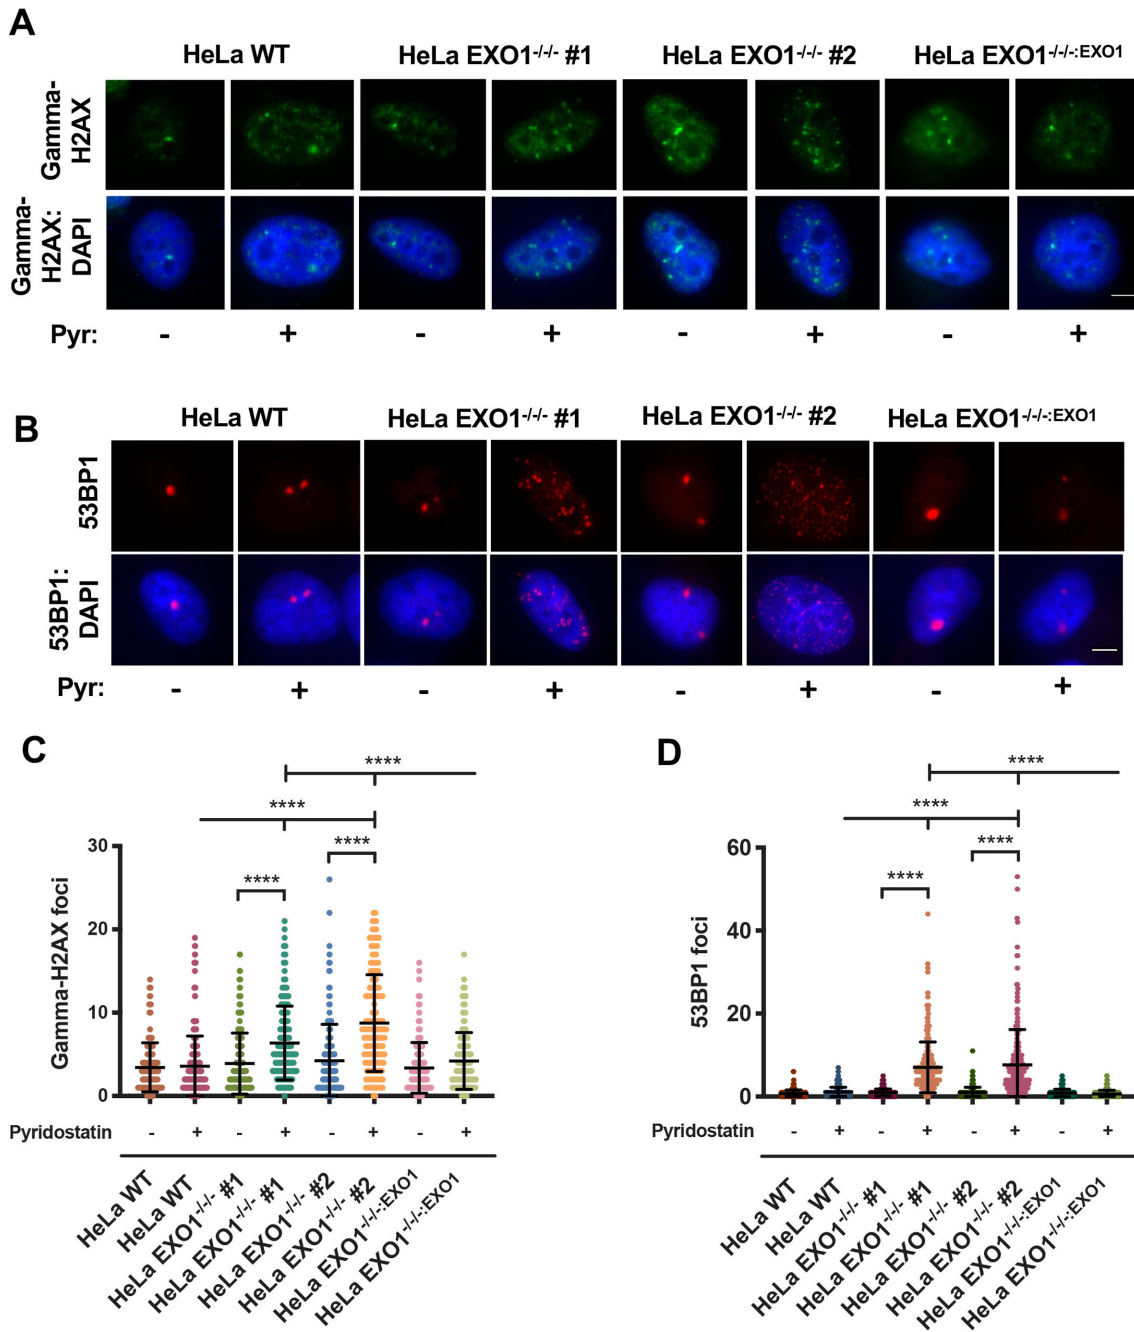 A
HeLa WT HeLa EXO1-/-/- #1 HeLa EXO1-/-/- #2 HeLa EXO1-/-/-:EXO1
Gamma-
H2AX
Gamma-
H2AX:
DAPI
Pyr: - + - + - + - +
B
HeLa WT HeLa EXO1-/-/- #1 HeLa EXO1-/-/- #2 HeLa EXO1-/-/-:EXO1
53BP1
53BP1:
DAPI
Pyr: - + - + - + - +
C
****
****
****
****
30
20
10
0
Gamma-H2AX foci
Pyridostatin - + - + - + - +
HeLa WT
HeLa WT
HeLa EXO1-/-/- #1
HeLa EXO1-/-/- #1
HeLa EXO1-/-/- #2
HeLa EXO1-/-/- #2
HeLa EXO1-/-/-:EXO1
HeLa EXO1-/-/-:EXO1
D
****
****
****
****
60
40
20
0
53BP1 foci
Pyridostatin - + - + - + - +
HeLa WT
HeLa WT
HeLa EXO1-/-/- #1
HeLa EXO1-/-/- #1
HeLa EXO1-/-/- #2
HeLa EXO1-/-/- #2
HeLa EXO1-/-/-:EXO1
HeLa EXO1-/-/-:EXO1